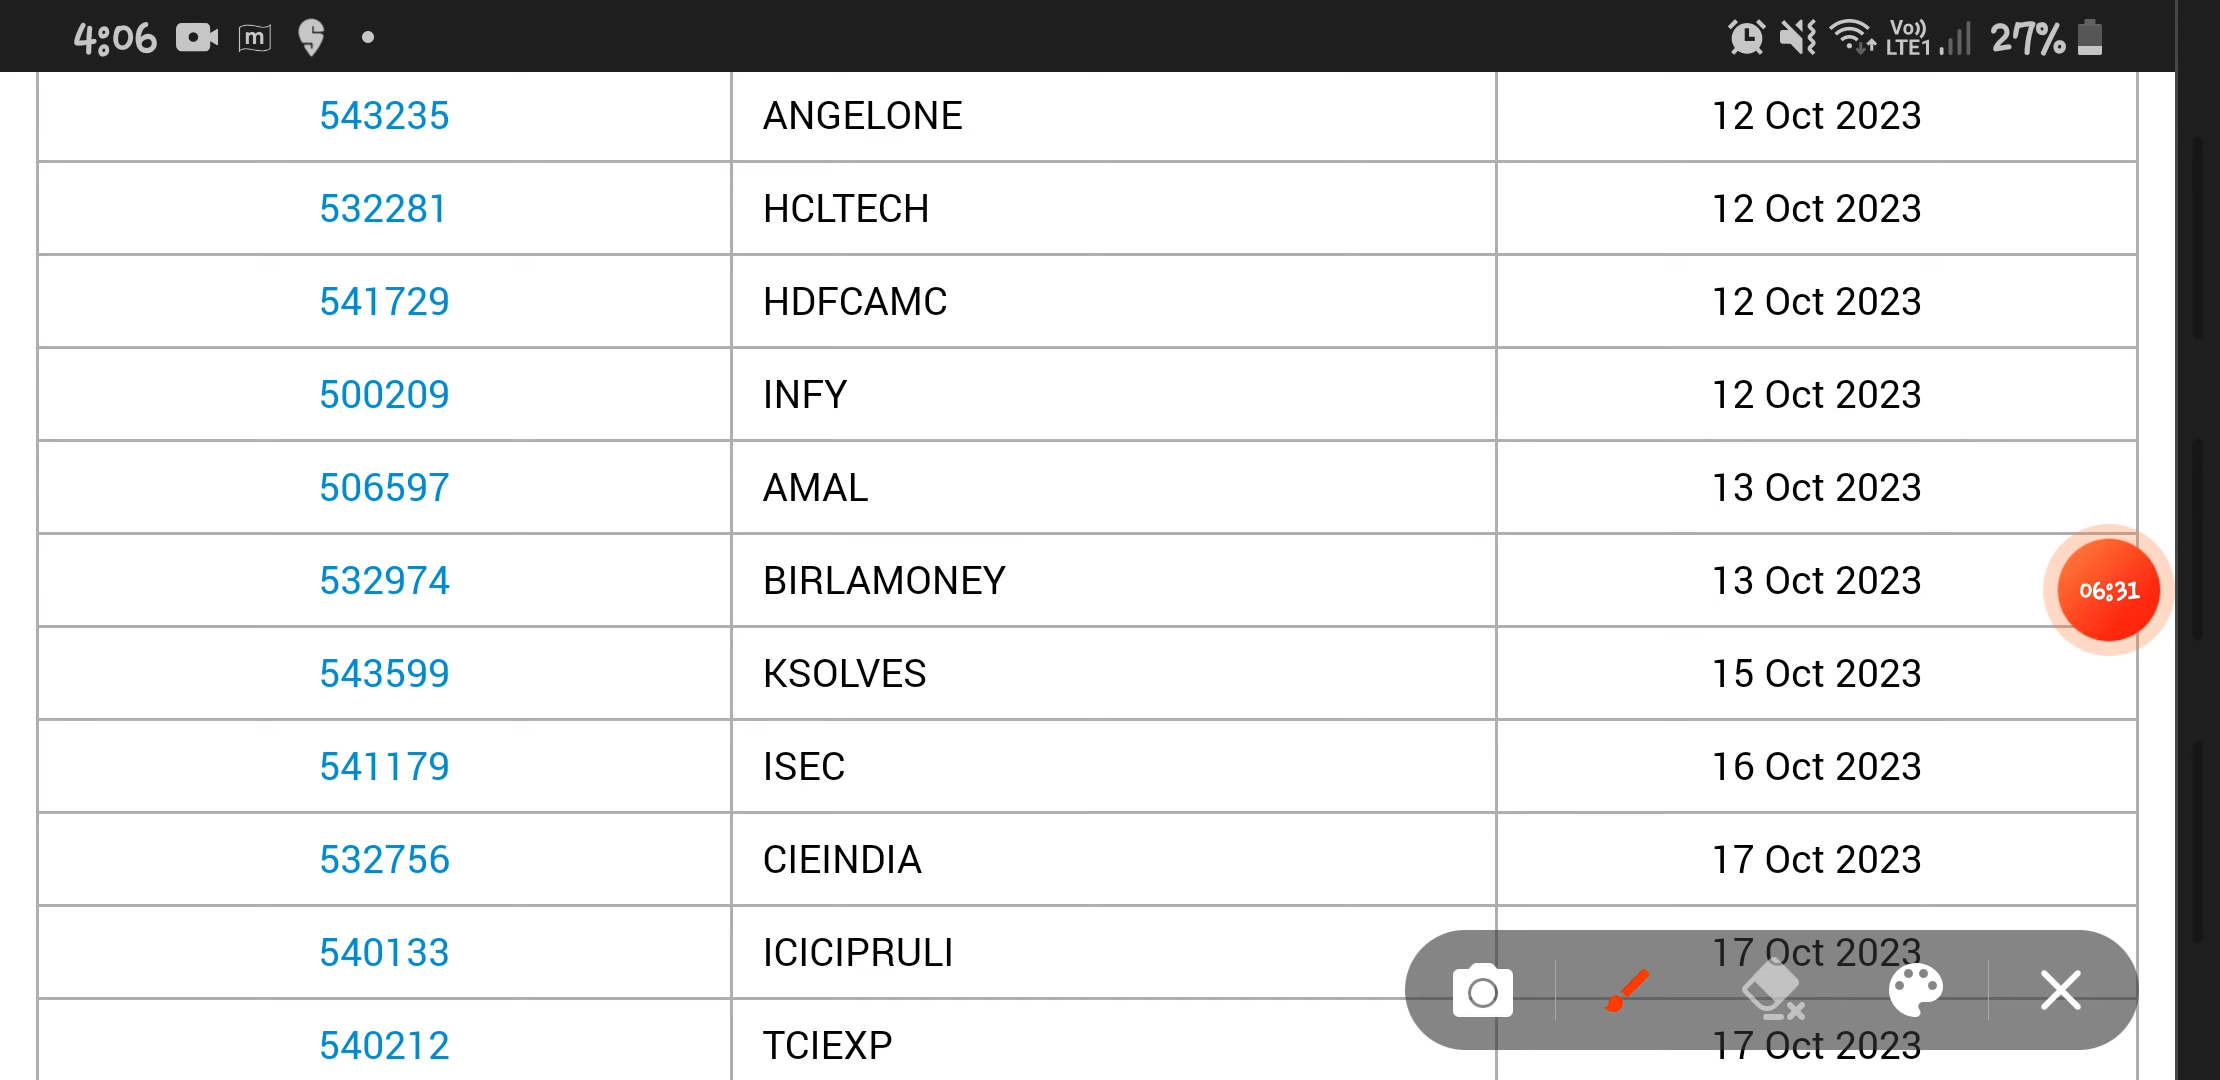 4:06 m Vo)) LTE1 27%
543235 ANGELONE 12 Oct 2023
532281 HCLTECH 12 Oct 2023
541729 HDFCAMC 12 Oct 2023
500209 INFY 12 Oct 2023
506597 AMAL 13 Oct 2023
532974 BIRLAMONEY 13 Oct 2023
06:31
543599 KSOLVES 15 Oct 2023
541179 ISEC 16 Oct 2023
532756 CIEINDIA 17 Oct 2023
540133 ICICIPRULI 17 Oct 2023
540212 TCIEXP 17 Oct 2023